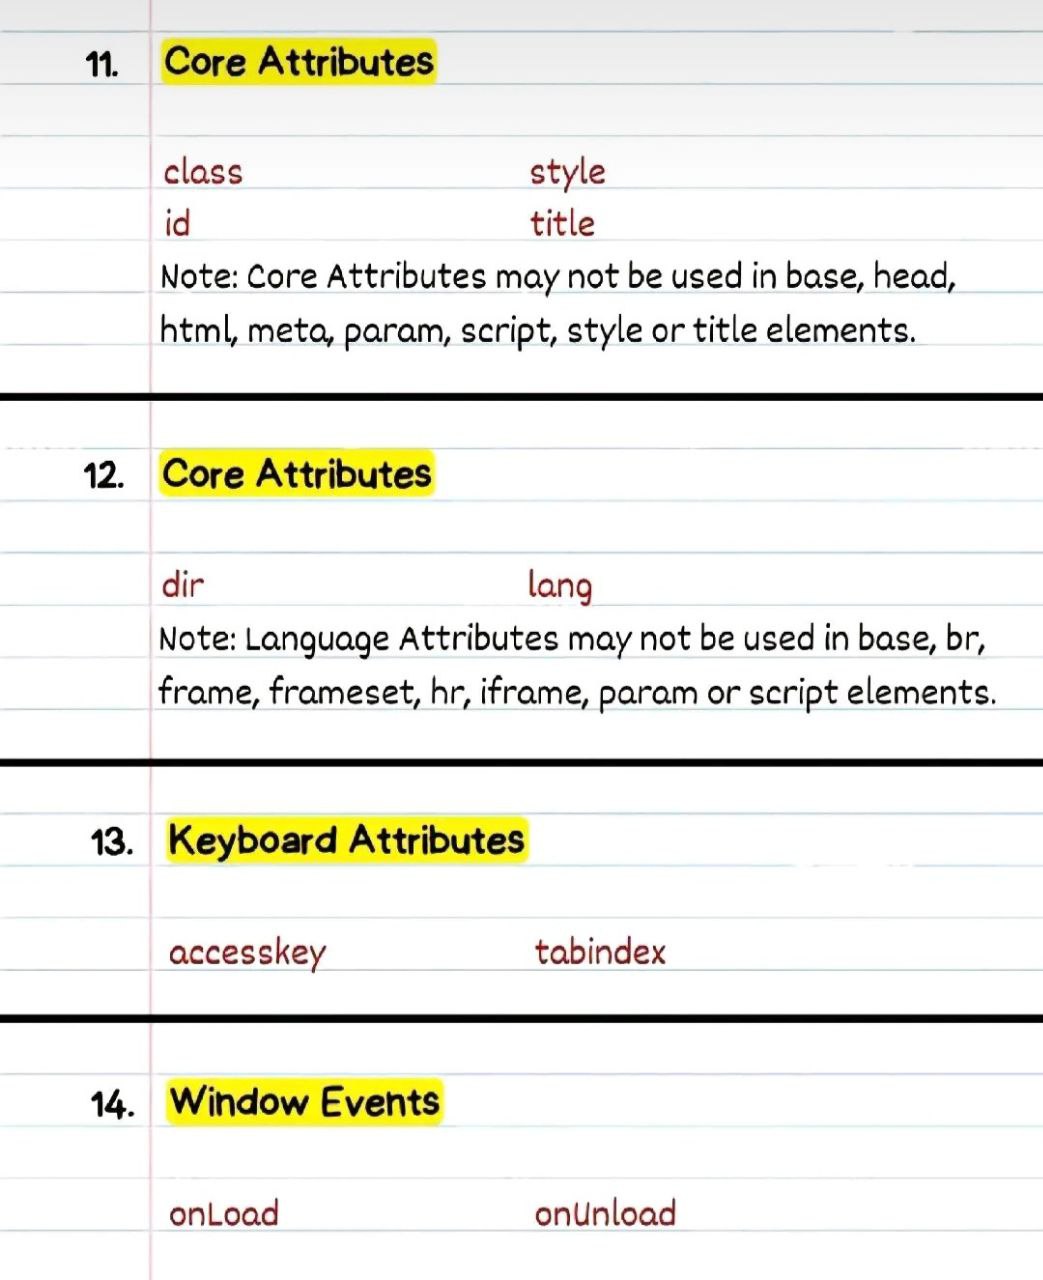 11. Core Attributes
class style
id title
Note: Core Attributes may not be used in base, head,
html, meta, param, script, style or title elements.
12. Core Attributes
dir lang
Note: Language Attributes may not be used in base, br,
frame, frameset, hr, iframe, param or script elements.
13. Keyboard Attributes
accesskey tabindex
14. Window Events
onLoad onUnload